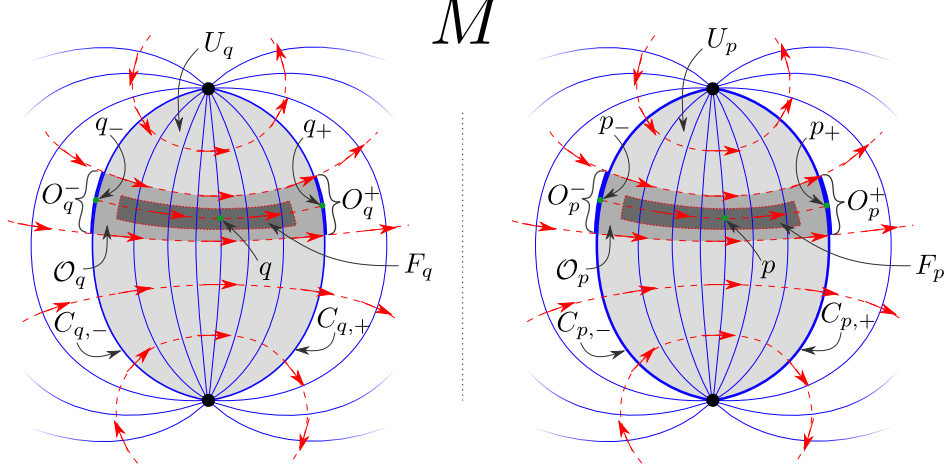 M
U_q
U_p
q_−
q_+
p_−
p_+
O_q^−
O_q^+
O_p^−
O_p^+
𝒪_q
q
F_q
𝒪_p
p
F_p
C_{q,−}
C_{q,+}
C_{p,−}
C_{p,+}